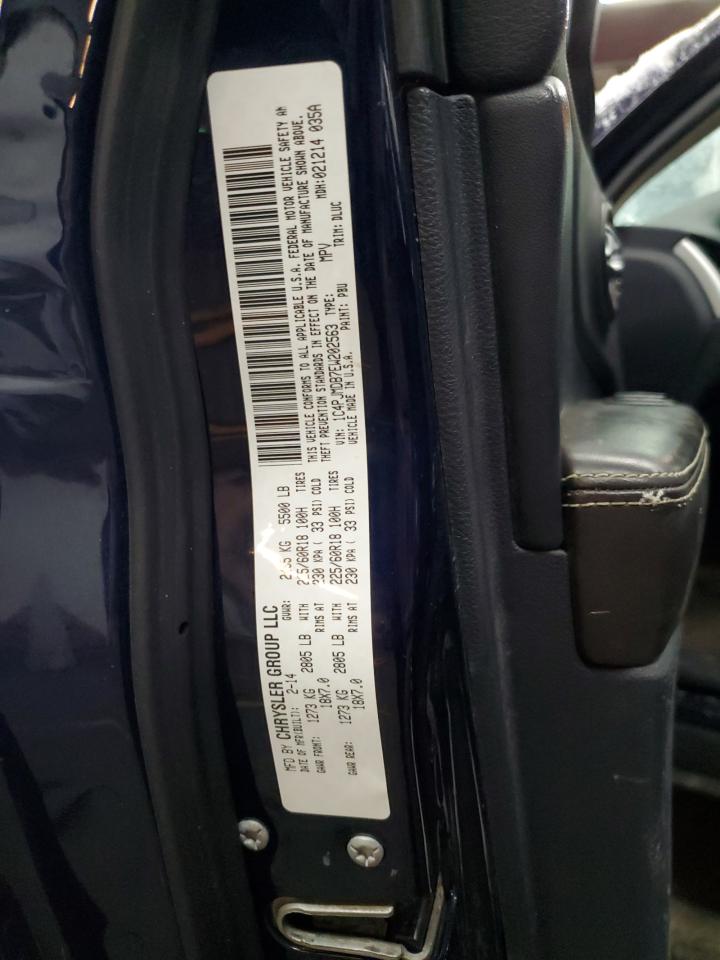 MFD BY CHRYSLER GROUP LLC
DATE OF MFR(BUILT): 2-14 GVWR: KG 5500 LB
GAWR FRONT: 1273 KG 2805 LB WITH 225/60R18 100H TIRES
18X7.0 RIMS AT 230 KPA ( 33 PSI) COLD
GAWR REAR: 1273 KG 2805 LB WITH 225/60R18 100H TIRES
18X7.0 RIMS AT 230 KPA ( 33 PSI) COLD
THIS VEHICLE CONFORMS TO ALL APPLICABLE U.S.A. FEDERAL MOTOR VEHICLE SAFETY AN
THEFT PREVENTION STANDARDS IN EFFECT ON THE DATE OF MANUFACTURE SHOWN ABOVE.
VIN: 1C4PJMDB7EW202563 TYPE: MPV MDH:021214 035A
VEHICLE MADE IN U.S.A. PAINT: PBU TRIM: DLUC